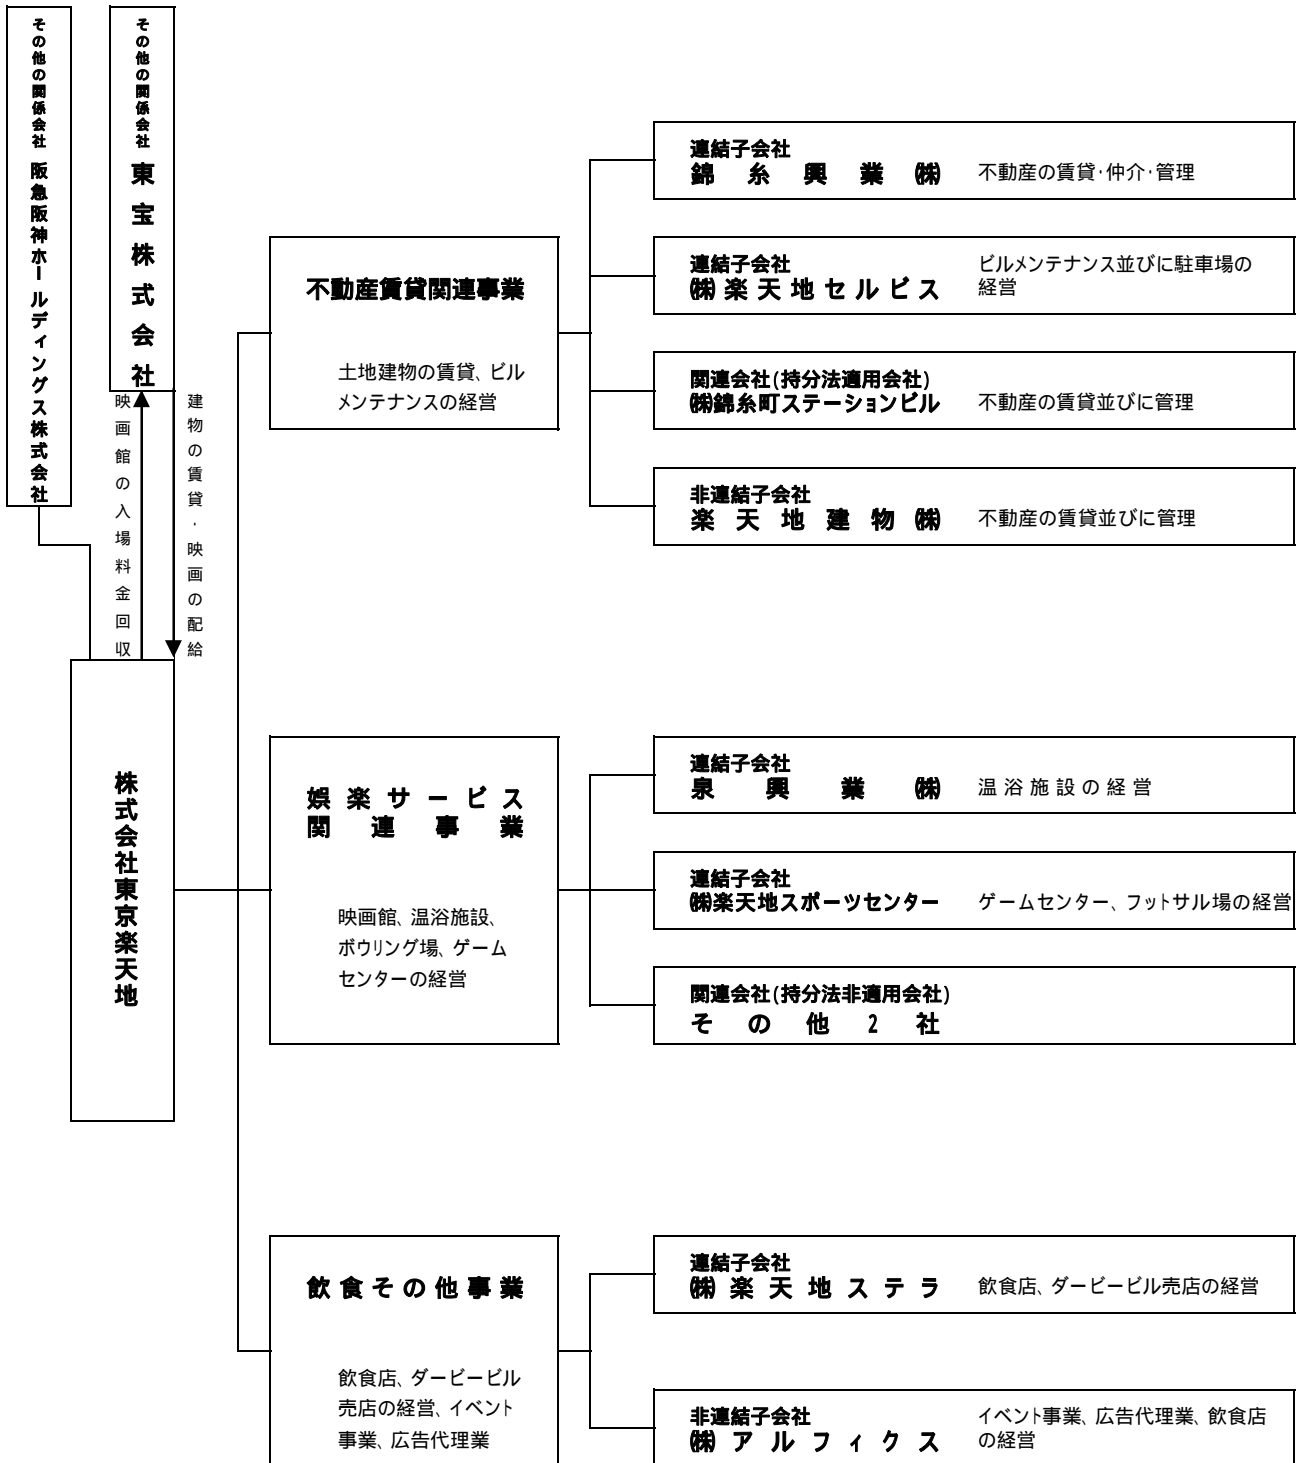 その他の関係会社 阪急阪神ホールディングス株式会社
その他の関係会社 東宝株式会社
映画館の入場料金回収
建物の賃貸・映画の配給
株式会社東京楽天地
不動産賃貸関連事業
土地建物の賃貸、ビル
メンテナンスの経営
連結子会社
錦糸興業㈱
不動産の賃貸・仲介・管理
連結子会社
㈱楽天地セルビス
ビルメンテナンス並びに駐車場の
経営
関連会社(持分法適用会社)
㈱錦糸町ステーションビル
不動産の賃貸並びに管理
非連結子会社
楽天地建物㈱
不動産の賃貸並びに管理
娯楽サービス
関連事業
映画館、温浴施設、
ボウリング場、ゲーム
センターの経営
連結子会社
泉興業㈱
温浴施設の経営
連結子会社
㈱楽天地スポーツセンター
ゲームセンター、フットサル場の経営
関連会社(持分法非適用会社)
その他2社
飲食その他事業
飲食店、ダービービル
売店の経営、イベント
事業、広告代理業
連結子会社
㈱楽天地ステラ
飲食店、ダービービル売店の経営
非連結子会社
㈱アルフィクス
イベント事業、広告代理業、飲食店
の経営